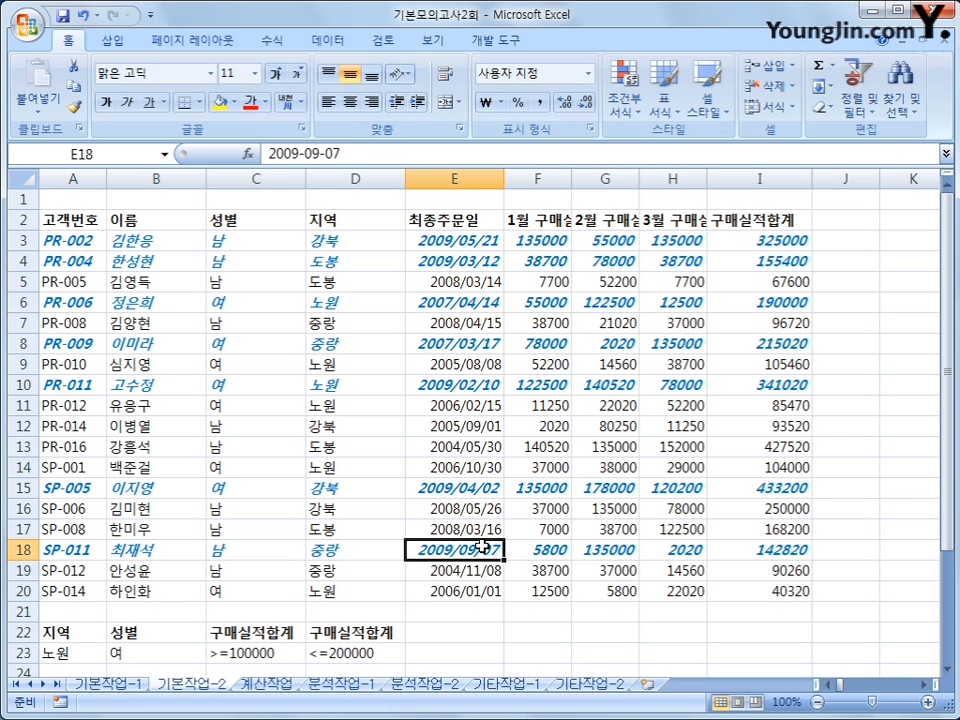 기본모의고사2회 - Microsoft Excel
YoungJin.com Y.
홈 삽입 페이지 레이아웃 수식 데이터 검토 보기 개발 도구
붙여넣기
클립보드
맑은 고딕 11
가 가
가 가 가 가 내천
글꼴
맞춤
사용자 지정
₩ % ,
표시 형식
조건부 서식 표 서식 셀 스타일
스타일
삽입
삭제
서식
셀
Σ
정렬 및 필터 찾기 및 선택
편집
E18 fx 2009-09-07
A B C D E F G H I J K
1
2 고객번호 이름 성별 지역 최종주문일 1월 구매실 2월 구매실 3월 구매실 구매실적합계
3 PR-002 김한응 남 강북 2009/05/21 135000 55000 135000 325000
4 PR-004 한성현 남 도봉 2009/03/12 38700 78000 38700 155400
5 PR-005 김영득 남 도봉 2008/03/14 7700 52200 7700 67600
6 PR-006 정은희 여 노원 2007/04/14 55000 122500 12500 190000
7 PR-008 김양현 남 중랑 2008/04/15 38700 21020 37000 96720
8 PR-009 이미라 여 중랑 2007/03/17 78000 2020 135000 215020
9 PR-010 심지영 여 노원 2005/08/08 52200 14560 38700 105460
10 PR-011 고수정 여 노원 2009/02/10 122500 140520 78000 341020
11 PR-012 유응구 여 노원 2006/02/15 11250 22020 52200 85470
12 PR-014 이병열 남 강북 2005/09/01 2020 80250 11250 93520
13 PR-016 강흥석 남 도봉 2004/05/30 140520 135000 152000 427520
14 SP-001 백준걸 여 노원 2006/10/30 37000 38000 29000 104000
15 SP-005 이지영 여 강북 2009/04/02 135000 178000 120200 433200
16 SP-006 김미현 남 강북 2008/05/26 37000 135000 78000 250000
17 SP-008 한미우 남 도봉 2008/03/16 7000 38700 122500 168200
18 SP-011 최재석 남 중랑 2009/09/07 5800 135000 2020 142820
19 SP-012 안성윤 남 중랑 2004/11/08 38700 37000 14560 90260
20 SP-014 하인화 여 노원 2006/01/01 12500 5800 22020 40320
21
22 지역 성별 구매실적합계 구매실적합계
23 노원 여 >=100000 <=200000
24
기본작업-1 기본작업-2 계산작업 분석작업-1 분석작업-2 기타작업-1 기타작업-2
준비 100%